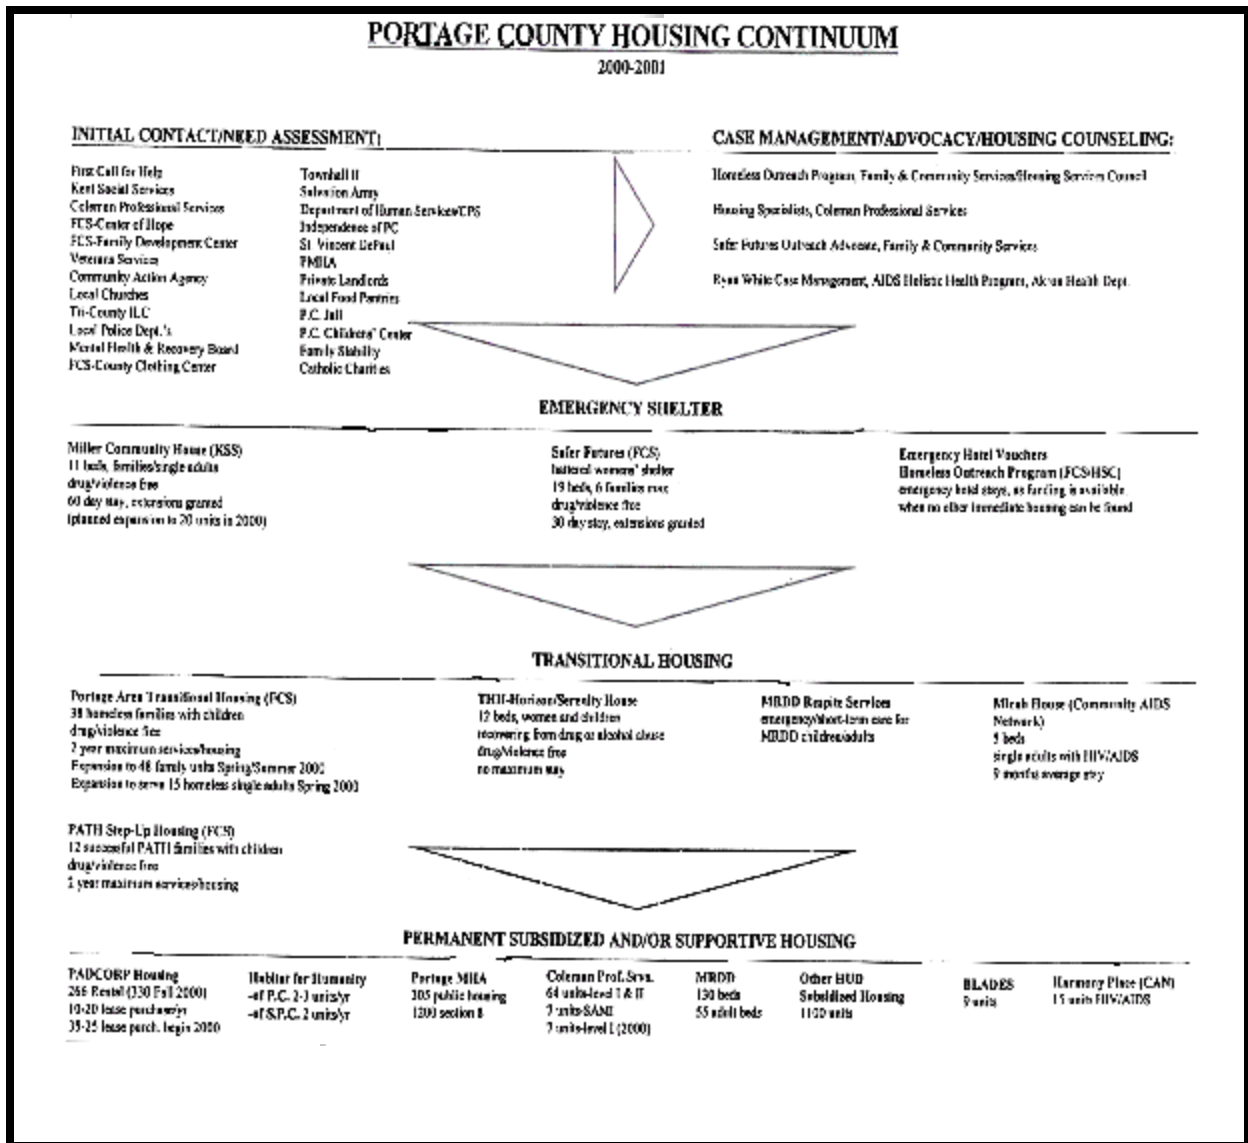 PORTAGE COUNTY HOUSING CONTINUUM
2000-2001
INITIAL CONTACT/NEED ASSESSMENT:
First Call for Help
Kent Social Services
Coleman Professional Services
FCS-Center of Hope
FCS-Family Development Center
Veterans Services
Community Action Agency
Local Churches
Tri-County ILC
Local Police Dept.'s
Mental Health & Recovery Board
FCS-County Clothing Center
Townhall II
Salvation Army
Department of Human Services/CPS
Independence of PC
St. Vincent DePaul
PMHA
Private Landlords
Local Food Pantries
P.C. Jail
P.C. Childrens' Center
Family Stability
Catholic Charities
CASE MANAGEMENT/ADVOCACY/HOUSING COUNSELING:
Homeless Outreach Program, Family & Community Services/Housing Services Council
Housing Specialists, Coleman Professional Services
Safer Futures Outreach Advocate, Family & Community Services
Ryan White Case Management, AIDS Holistic Health Program, Akron Health Dept.
EMERGENCY SHELTER
Miller Community House (KSS)
11 beds, families/single adults
drug/violence free
60 day stay, extensions granted
(planned expansion to 20 units in 2000)
Safer Futures (FCS)
battered womens' shelter
19 beds, 6 families max
drug/violence free
30 day stay, extensions granted
Emergency Hotel Vouchers
Homeless Outreach Program (FCS/HSC)
emergency hotel stays, as funding is available
when no other immediate housing can be found
TRANSITIONAL HOUSING
Portage Area Transitional Housing (FCS)
38 homeless families with children
drug/violence free
2 year maximum services/housing
Expansion to 48 family units Spring/Summer 2000
Expansion to serve 15 homeless single adults Spring 2000
THII-Horizon/Serenity House
12 beds, women and children
recovering from drug or alcohol abuse
drug/violence free
no maximum stay
MRDD Respite Services
emergency/short-term care for
MRDD children/adults
Micah House (Community AIDS
Network)
5 beds
single adults with HIV/AIDS
9 months average stay
PATH Step-Up Housing (FCS)
12 successful PATH families with children
drug/violence free
year maximum services/housing
PERMANENT SUBSIDIZED AND/OR SUPPORTIVE HOUSING
PADCORP Housing
266 Rental (330 Fall 2000)
10-20 lease purchase/yr
lease purch. begin 2000
Habitat for Humanity
-of P.C. 2-3 units/yr
-of S.P.C. 2 units/yr
Portage MHA
305 public housing
1200 section 8
Coleman Prof. Srvs.
64 units-level I & II
7 units-SAMI
7 units-level I (2000)
MRDD
130 beds
55 adult beds
Other HUD
Subsidized Housing
1100 units
BLADES
9 units
Harmony Place (CAN)
15 units HIV/AIDS